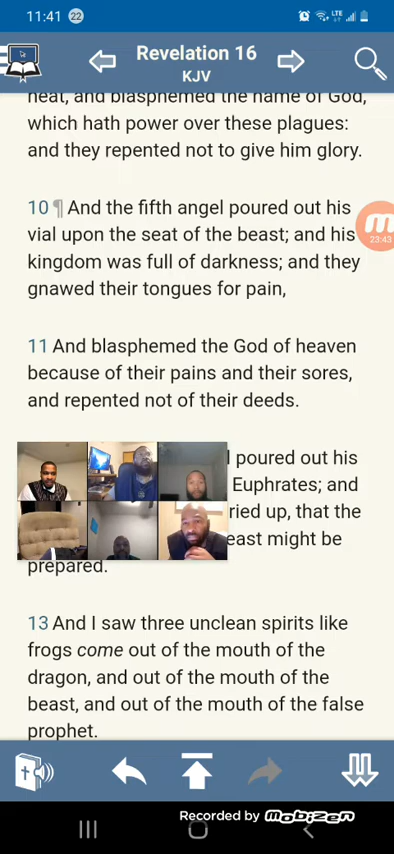 11:41 22 LTE
Revelation 16
KJV
heat, and blasphemed the name of God,
which hath power over these plagues:
and they repented not to give him glory.
10 ¶ And the fifth angel poured out his
vial upon the seat of the beast; and his
kingdom was full of darkness; and they
gnawed their tongues for pain,
23:43
11 And blasphemed the God of heaven
because of their pains and their sores,
and repented not of their deeds.
poured out his
Euphrates; and
ried up, that the
east might be
prepared.
13 And I saw three unclean spirits like
frogs come out of the mouth of the
dragon, and out of the mouth of the
beast, and out of the mouth of the false
prophet.
Recorded by mobizen